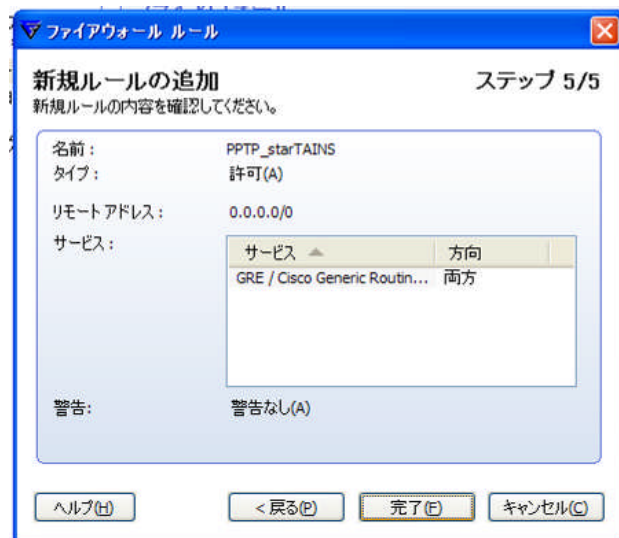 ファイアウォール ルール
新規ルールの追加 ステップ 5/5
新規ルールの内容を確認してください。
名前： PPTP_starTAINS
タイプ： 許可(A)
リモートアドレス： 0.0.0.0/0
サービス：
サービス 方向
GRE / Cisco Generic Routin... 両方
警告: 警告なし(A)
ヘルプ(H) < 戻る(P) 完了(F) キャンセル(C)